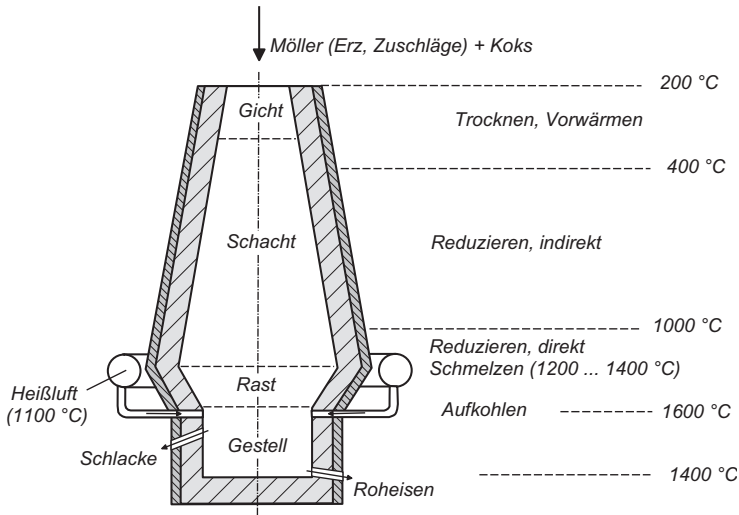 Möller (Erz, Zuschläge) + Koks
200 °C
Gicht
Trocknen, Vorwärmen
400 °C
Schacht
Reduzieren, indirekt
1000 °C
Reduzieren, direkt
Schmelzen (1200 ... 1400 °C)
Heißluft
(1100 °C)
Rast
Aufkohlen
1600 °C
Gestell
Schlacke
Roheisen
1400 °C